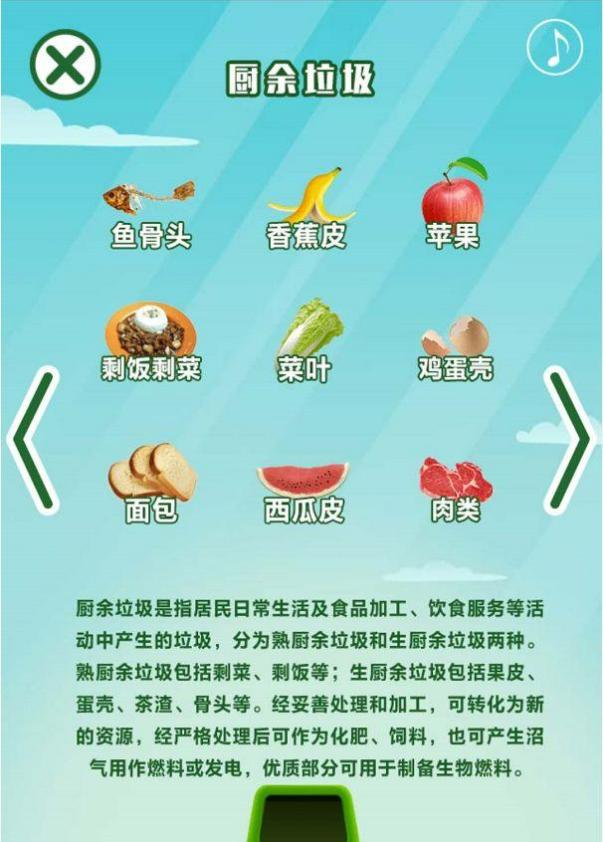 厨余垃圾
鱼骨头 香蕉皮 苹果
剩饭剩菜 菜叶 鸡蛋壳
面包 西瓜皮 肉类
厨余垃圾是指居民日常生活及食品加工、饮食服务等活
动中产生的垃圾，分为熟厨余垃圾和生厨余垃圾两种。
熟厨余垃圾包括剩菜、剩饭等；生厨余垃圾包括果皮、
蛋壳、茶渣、骨头等。经妥善处理和加工，可转化为新
的资源，经严格处理后可作为化肥、饲料，也可产生沼
气用作燃料或发电，优质部分可用于制备生物燃料。